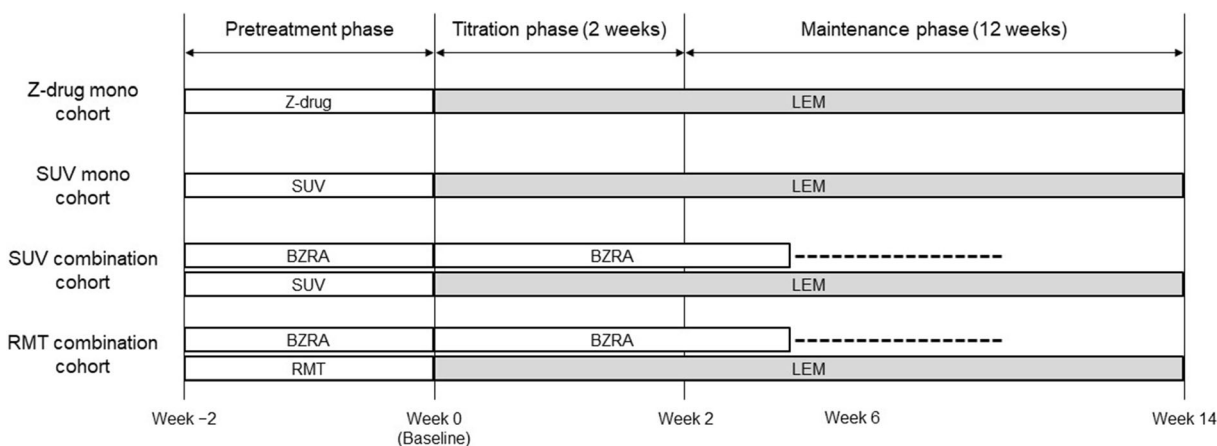 Pretreatment phase
Titration phase (2 weeks)
Maintenance phase (12 weeks)
Z-drug mono
cohort
Z-drug
LEM
SUV mono
cohort
SUV
LEM
SUV combination
cohort
BZRA
BZRA
SUV
LEM
RMT combination
cohort
BZRA
BZRA
RMT
LEM
Week −2
Week 0
(Baseline)
Week 2
Week 6
Week 14